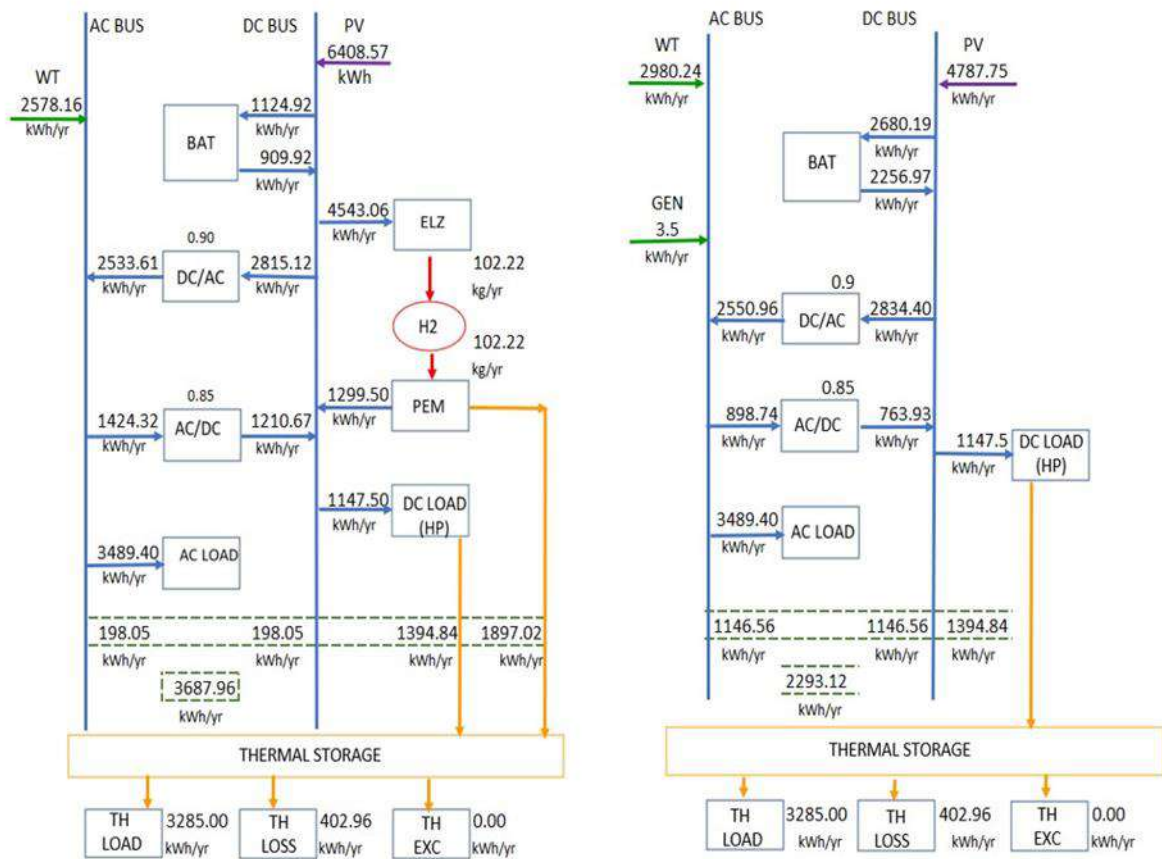 AC BUS
DC BUS
PV
6408.57
kWh
WT
2578.16
kWh/yr
1124.92
kWh/yr
BAT
909.92
kWh/yr
4543.06
kWh/yr
ELZ
0.90
2533.61
kWh/yr
DC/AC
2815.12
kWh/yr
102.22
kg/yr
H2
102.22
kg/yr
0.85
1424.32
kWh/yr
AC/DC
1210.67
kWh/yr
1299.50
kWh/yr
PEM
1147.50
kWh/yr
DC LOAD
(HP)
3489.40
kWh/yr
AC LOAD
198.05
kWh/yr
198.05
kWh/yr
1394.84
kWh/yr
1897.02
kWh/yr
3687.96
kWh/yr
THERMAL STORAGE
TH
LOAD
3285.00
kWh/yr
TH
LOSS
402.96
kWh/yr
TH
EXC
0.00
kWh/yr
AC BUS
DC BUS
WT
2980.24
kWh/yr
PV
4787.75
kWh/yr
2680.19
kWh/yr
BAT
2256.97
kWh/yr
GEN
3.5
kWh/yr
0.9
2550.96
kWh/yr
DC/AC
2834.40
kWh/yr
0.85
898.74
kWh/yr
AC/DC
763.93
kWh/yr
1147.5
kWh/yr
DC LOAD
(HP)
3489.40
kWh/yr
AC LOAD
1146.56
kWh/yr
1146.56
kWh/yr
1394.84
kWh/yr
2293.12
kWh/yr
THERMAL STORAGE
TH
LOAD
3285.00
kWh/yr
TH
LOSS
402.96
kWh/yr
TH
EXC
0.00
kWh/yr